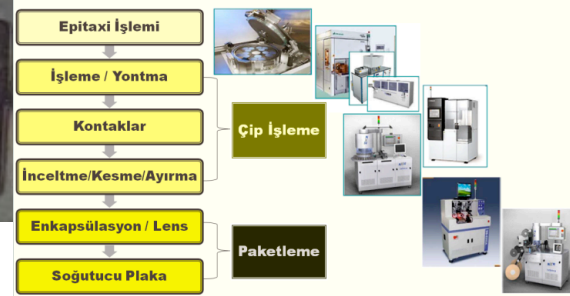 Epitaxi İşlemi
İşleme / Yontma
Kontaklar
Çip İşleme
İnceltme/Kesme/Ayırma
Enkapsülasyon / Lens
Paketleme
Soğutucu Plaka